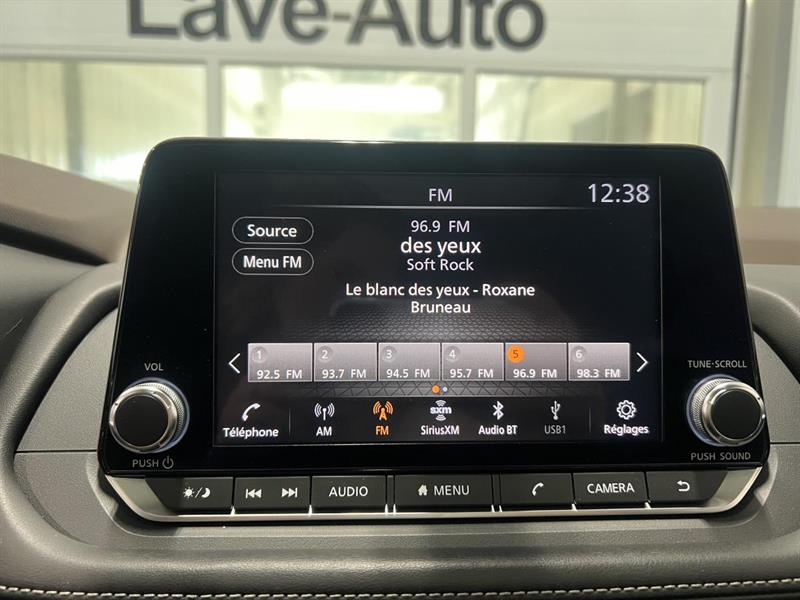 Lave-Auto
FM 12:38
Source
Menu FM
96.9 FM
des yeux
Soft Rock
Le blanc des yeux - Roxane
Bruneau
1 2 3 4 5 6
92.5 FM 93.7 FM 94.5 FM 95.7 FM 96.9 FM 98.3 FM
sxm
Téléphone AM FM SiriusXM Audio BT USB1 Réglages
VOL
PUSH
TUNE·SCROLL
PUSH SOUND
AUDIO MENU CAMERA